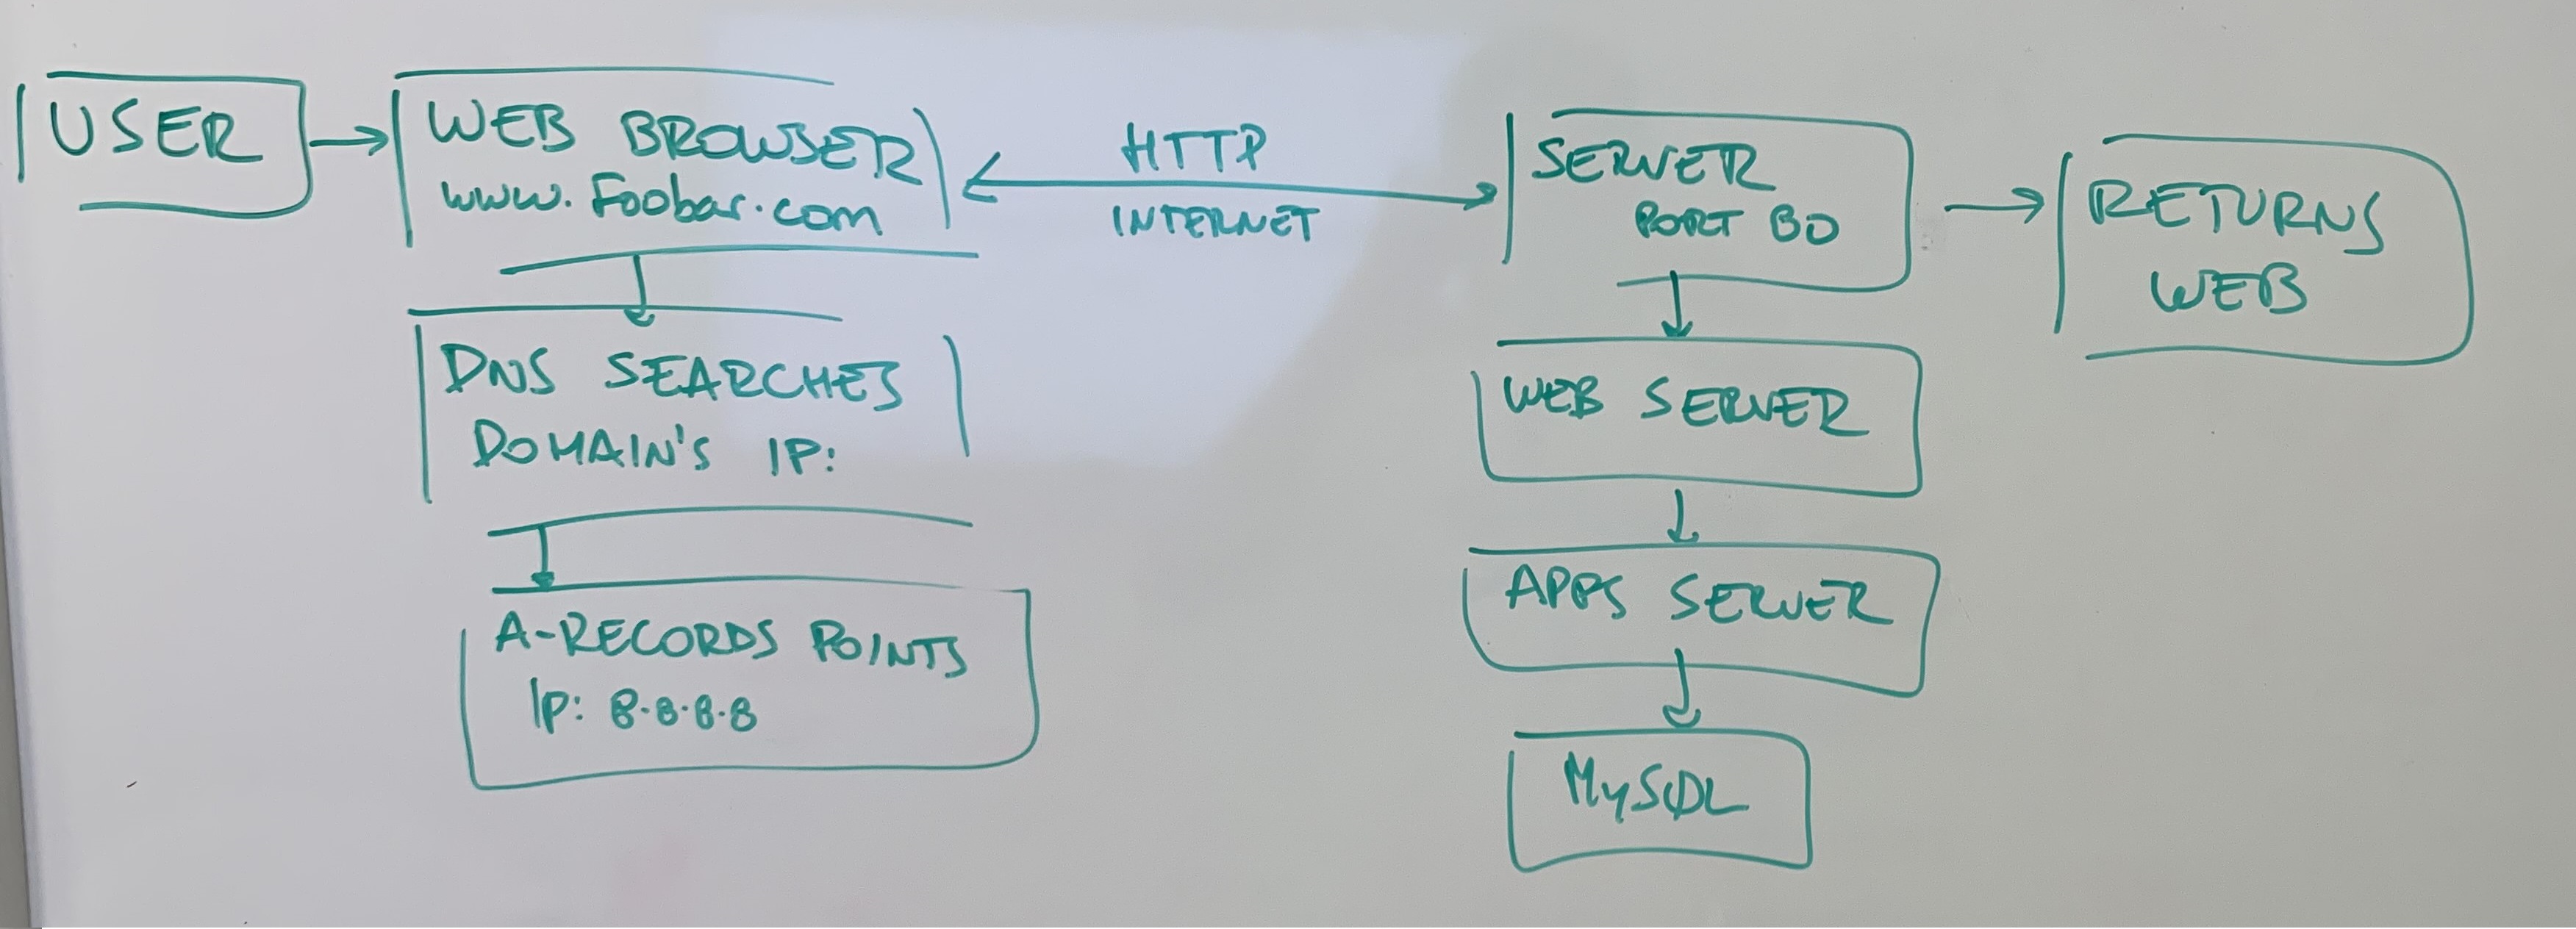 USER
WEB BROWSER
www.Foobar.com
DNS SEARCHES
DOMAIN'S IP:
A-RECORDS POINTS
IP: 8.8.8.8
HTTP
INTERNET
SERVER
PORT 80
WEB SERVER
APPS SERVER
MySQL
RETURNS
WEB